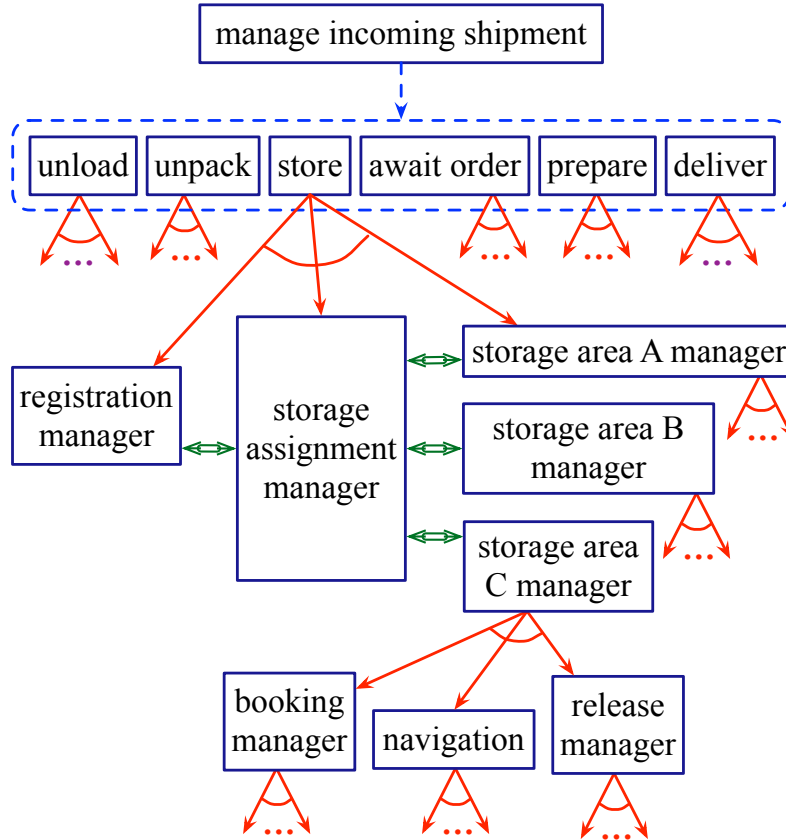 manage incoming shipment
unload
unpack
store
await order
prepare
deliver
registration
manager
storage
assignment
manager
storage area A manager
storage area B
manager
storage area
C manager
booking
manager
navigation
release
manager